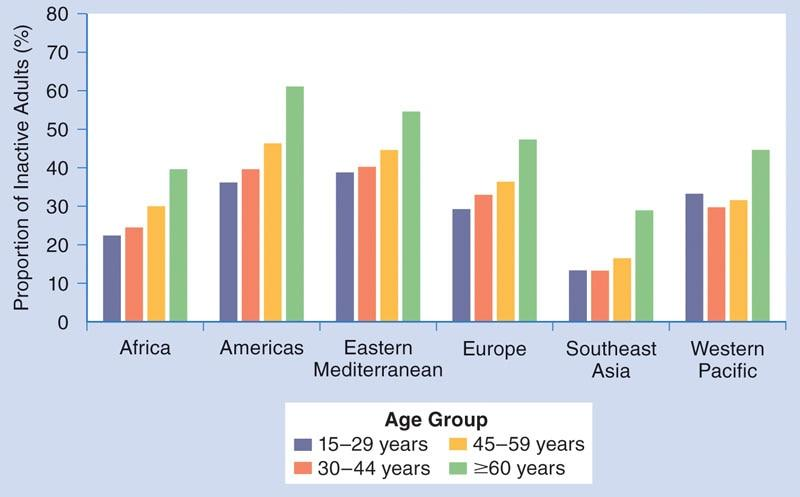 Proportion of Inactive Adults (%)
80
70
60
50
40
30
20
10
0
Africa
Americas
Eastern
Mediterranean
Europe
Southeast
Asia
Western
Pacific
Age Group
15–29 years
45–59 years
30–44 years
≥60 years